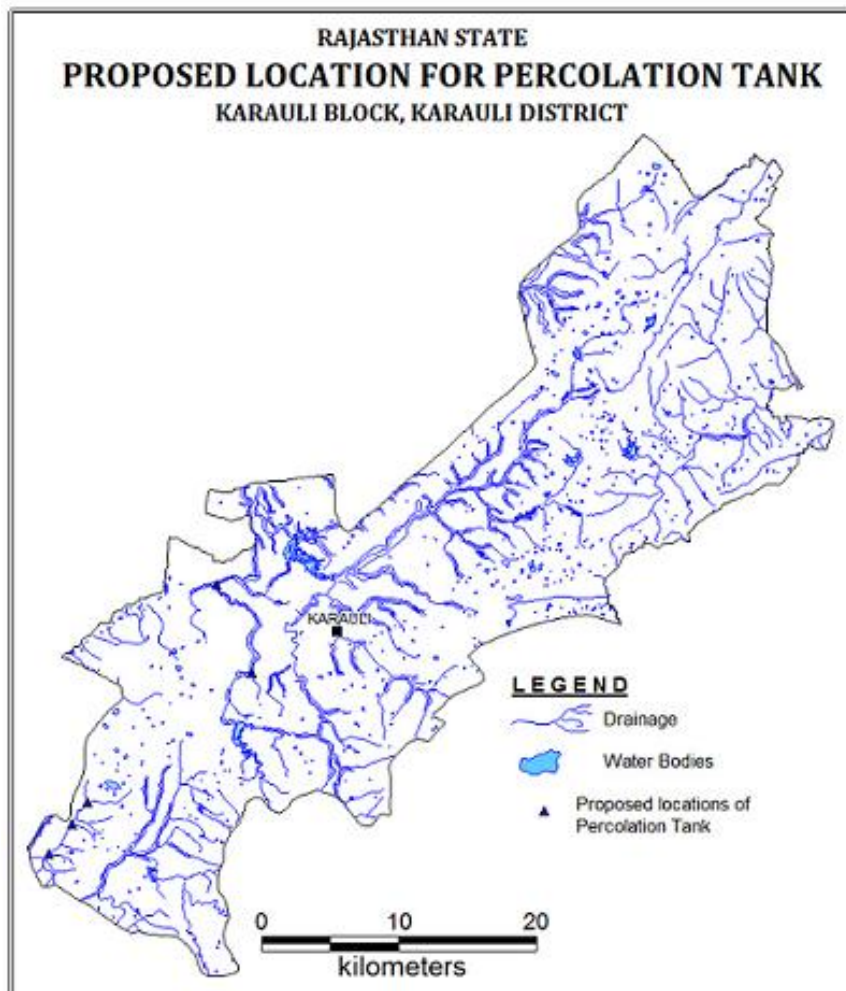 RAJASTHAN STATE
PROPOSED LOCATION FOR PERCOLATION TANK
KARAULI BLOCK, KARAULI DISTRICT
KARAULI
LEGEND
Drainage
Water Bodies
Proposed locations of
Percolation Tank
0 10 20
kilometers